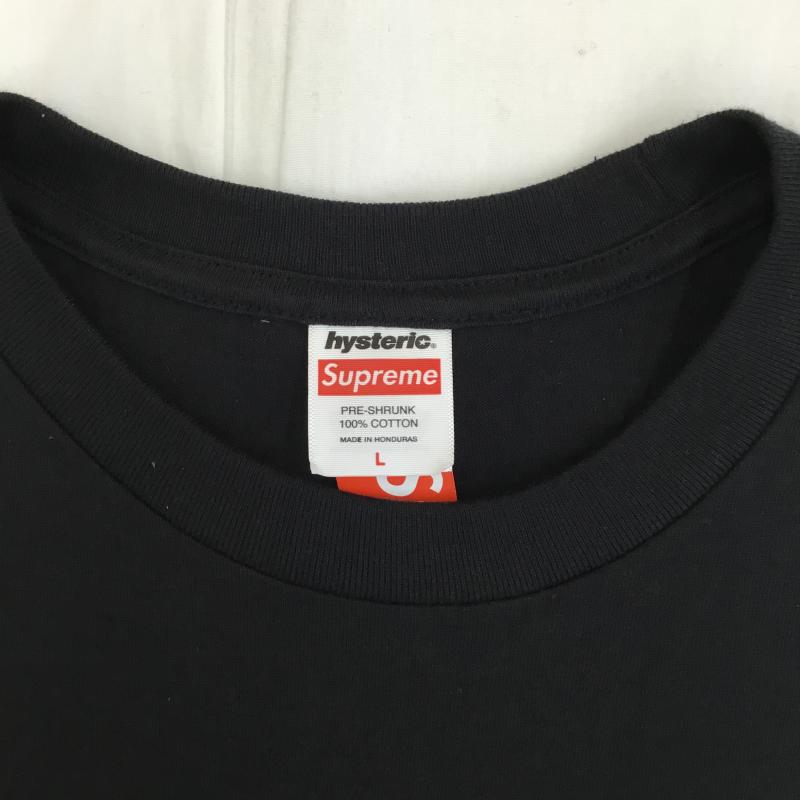 hysteric.
Supreme
PRE-SHRUNK
100% COTTON
MADE IN HONDURAS
L
S